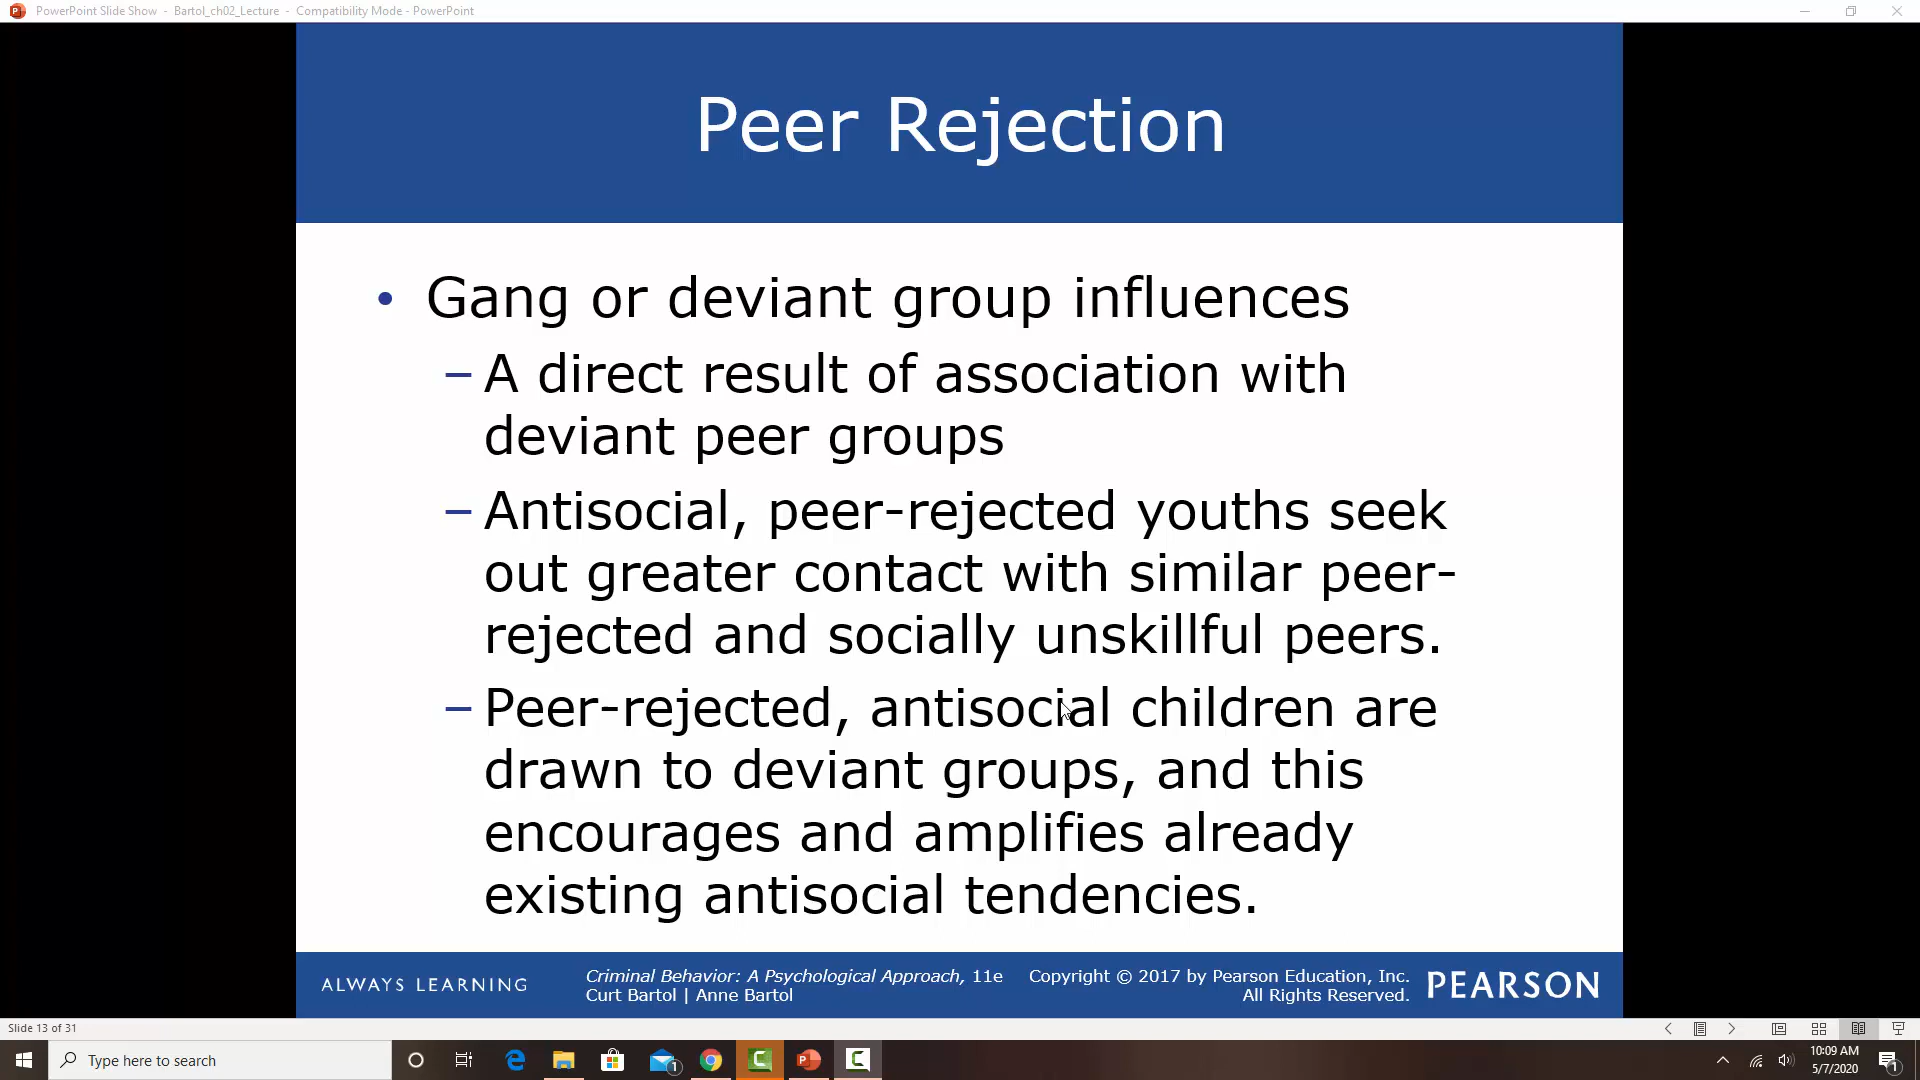 PowerPoint Slide Show - Bartol_ch02_Lecture - Compatibility Mode - PowerPoint
Peer Rejection
• Gang or deviant group influences
– A direct result of association with
deviant peer groups
– Antisocial, peer-rejected youths seek
out greater contact with similar peer-
rejected and socially unskillful peers.
– Peer-rejected, antisocial children are
drawn to deviant groups, and this
encourages and amplifies already
existing antisocial tendencies.
ALWAYS LEARNING
Criminal Behavior: A Psychological Approach, 11e
Curt Bartol | Anne Bartol
Copyright © 2017 by Pearson Education, Inc.
All Rights Reserved.
PEARSON
Slide 13 of 31
Type here to search
1
10:09 AM
5/7/2020
1